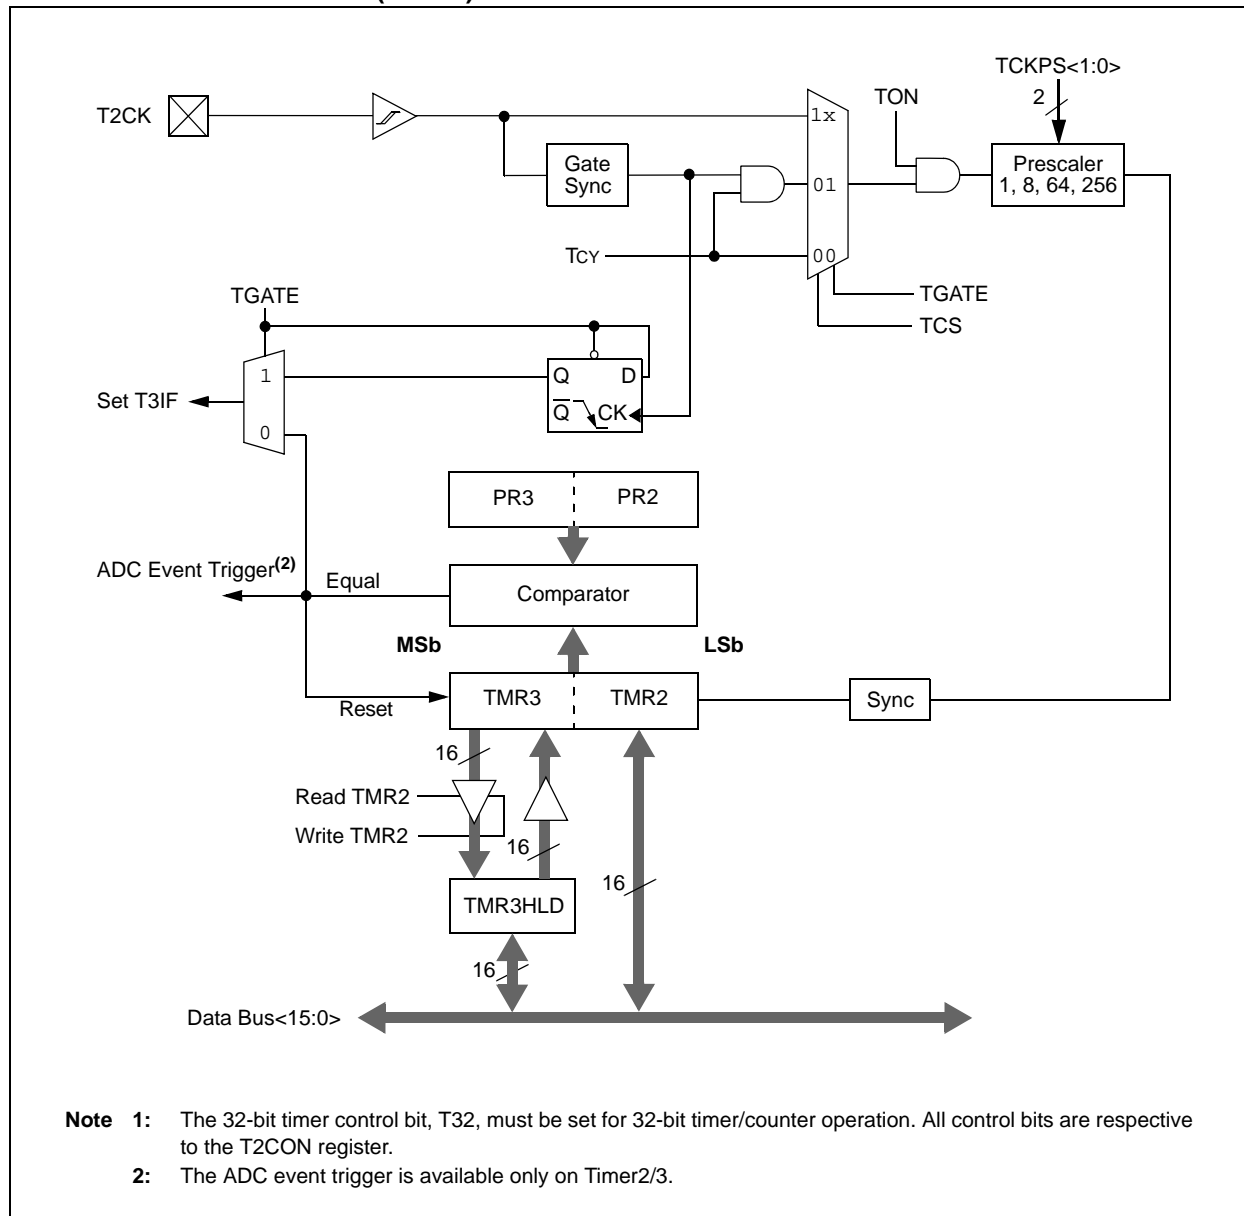 TCKPS<1:0>
2
TON
T2CK
1x
Gate
Sync
Prescaler
1, 8, 64, 256
01
TCY
00
TGATE
TCS
TGATE
1
Q
D
Set T3IF
Q
CK
0
PR3
PR2
ADC Event Trigger(2)
Equal
Comparator
MSb
LSb
TMR3
TMR2
Sync
Reset
16
Read TMR2
Write TMR2
16
16
TMR3HLD
16
Data Bus<15:0>
Note 1: The 32-bit timer control bit, T32, must be set for 32-bit timer/counter operation. All control bits are respective
to the T2CON register.
2: The ADC event trigger is available only on Timer2/3.